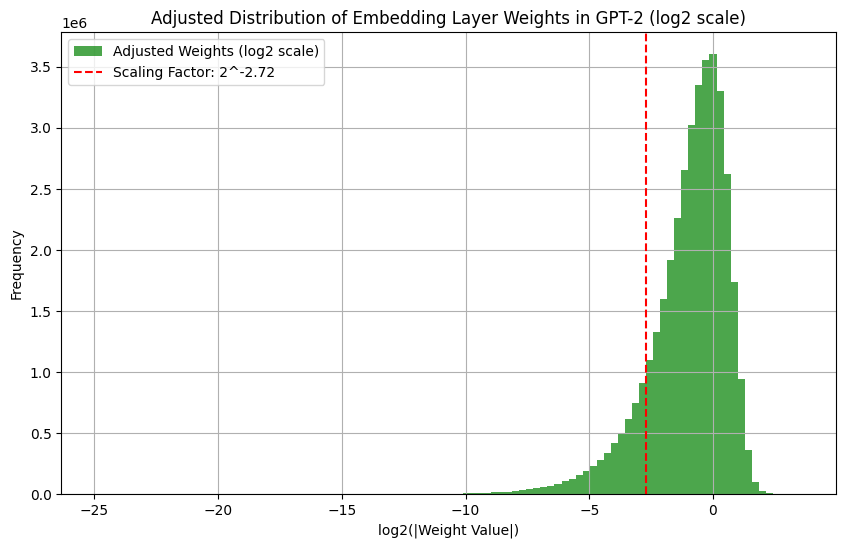 Adjusted Distribution of Embedding Layer Weights in GPT-2 (log2 scale)
1e6
Adjusted Weights (log2 scale)
Scaling Factor: 2^-2.72
3.5
3.0
2.5
2.0
1.5
1.0
0.5
0.0
Frequency
−25 −20 −15 −10 −5 0
log2(|Weight Value|)